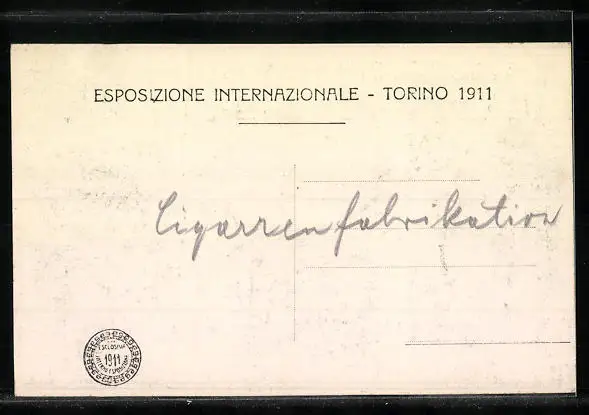 ESPOSIZIONE INTERNAZIONALE - TORINO 1911
Cigarrenfabrikation
1911